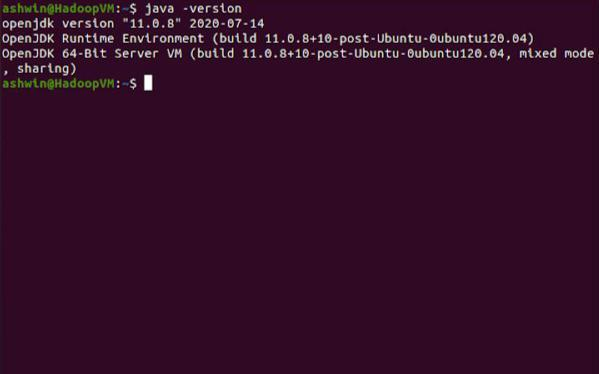 ashwin@HadoopVM:~$ java -version
openjdk version "11.0.8" 2020-07-14
OpenJDK Runtime Environment (build 11.0.8+10-post-Ubuntu-0ubuntu120.04)
OpenJDK 64-Bit Server VM (build 11.0.8+10-post-Ubuntu-0ubuntu120.04, mixed mode
, sharing)
ashwin@HadoopVM:~$